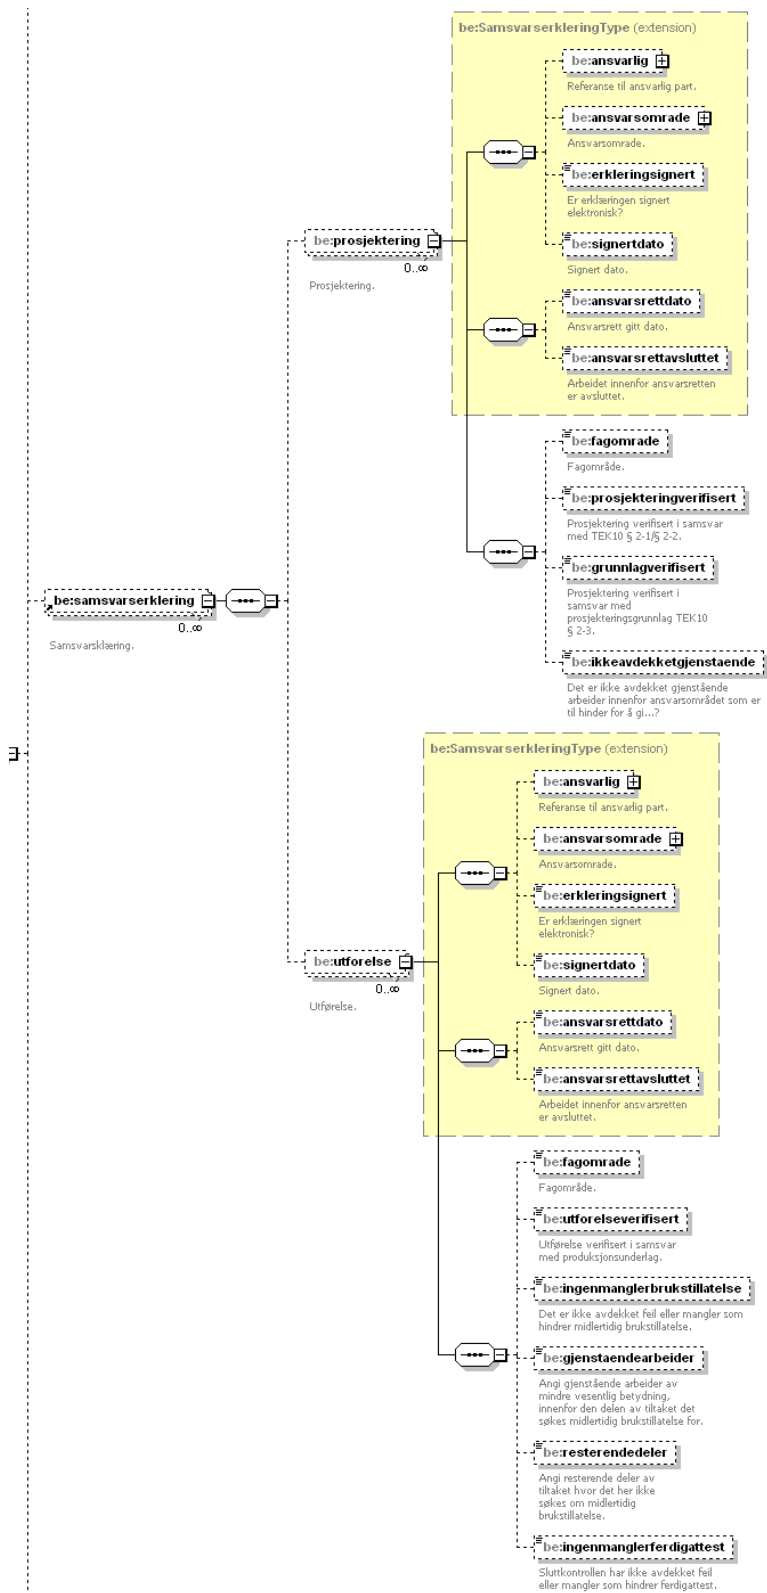 be:SamsvarserkleringType (extension)
be:ansvarlig
Referanse til ansvarlig part.
be:ansvarsomrade
Ansvarsomrade.
be:erkleringsignert
Er erklæringen signert
elektronisk?
be:signertdato
Signert dato.
be:prosjektering
0..∞
Prosjektering.
be:ansvarsrettdato
Ansvarsrett gitt dato.
be:ansvarsrettavsluttet
Arbeidet innenfor ansvarsretten
er avsluttet.
be:fagomrade
Fagområde.
be:prosjekteringverifisert
Prosjektering verifisert i samsvar
med TEK10 § 2-1/§ 2-2.
be:grunnlagverifisert
Prosjektering verifisert i
samsvar med
prosjekteringsgrunnlag TEK10
§ 2-3.
be:ikkeavdekketgjenstaende
Det er ikke avdekket gjenstående
arbeider innenfor ansvarsområdet som er
til hinder for å gi...?
be:samsvarserklering
0..∞
Samsvarsklæring.
be:SamsvarserkleringType (extension)
be:ansvarlig
Referanse til ansvarlig part.
be:ansvarsomrade
Ansvarsomrade.
be:erkleringsignert
Er erklæringen signert
elektronisk?
be:signertdato
Signert dato.
be:utforelse
0..∞
Utførelse.
be:ansvarsrettdato
Ansvarsrett gitt dato.
be:ansvarsrettavsluttet
Arbeidet innenfor ansvarsretten
er avsluttet.
be:fagomrade
Fagområde.
be:utforelseverifisert
Utførelse verifisert i samsvar
med produksjonsunderlag.
be:ingenmanglerbrukstillatelse
Det er ikke avdekket feil eller mangler som
hindrer midlertidig brukstillatelse.
be:gjenstaendearbeider
Angi gjenstående arbeider av
mindre vesentlig betydning,
innenfor den delen av tiltaket det
søkes midlertidig brukstillatelse for.
be:resterendedeler
Angi resterende deler av
tiltaket hvor det her ikke
søkes om midlertidig
brukstillatelse.
be:ingenmanglerferdigattest
Sluttkontrollen har ikke avdekket feil
eller mangler som hindrer ferdigattest.